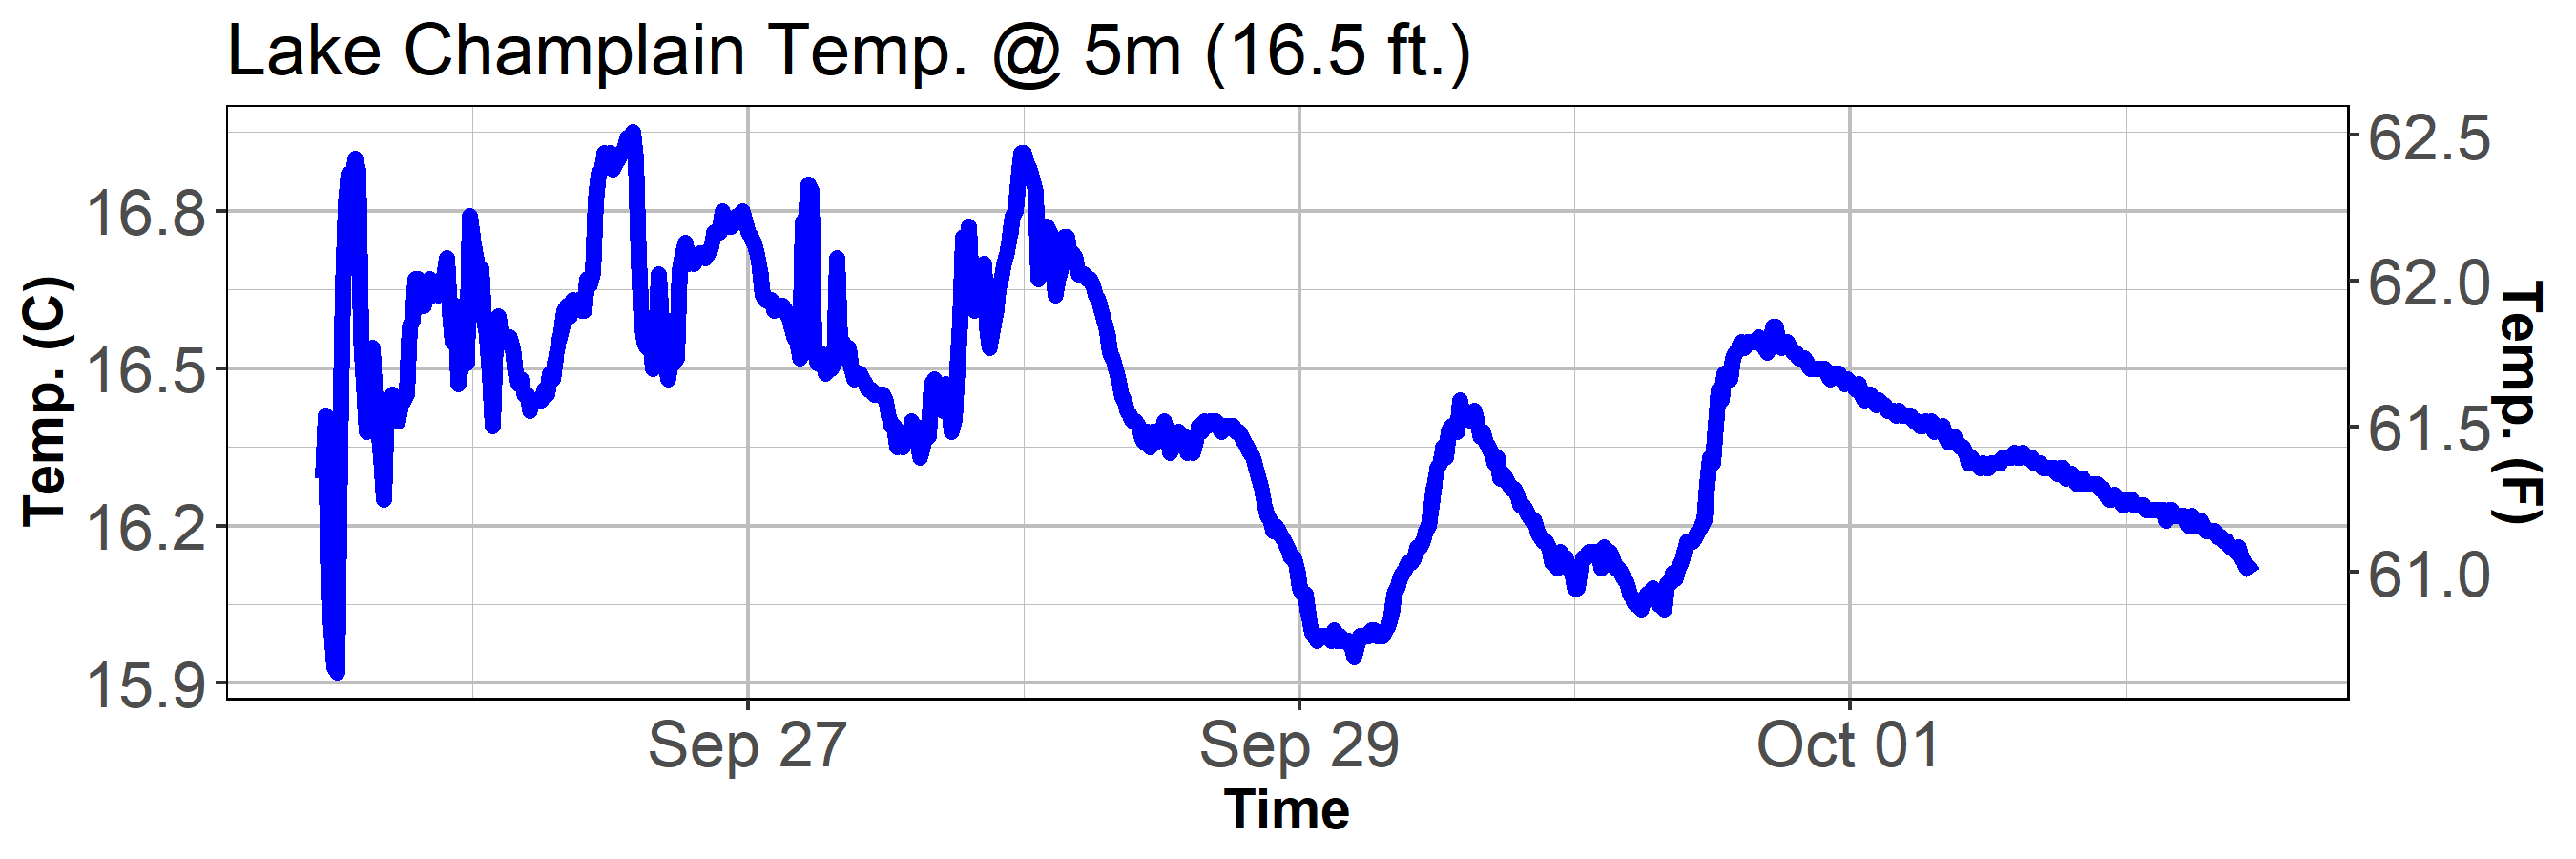 Lake Champlain Temp. @ 5m (16.5 ft.)
Temp. (C)
16.8
16.5
16.2
15.9
62.5
62.0
61.5
61.0
Temp. (F)
Sep 27 Sep 29 Oct 01
Time